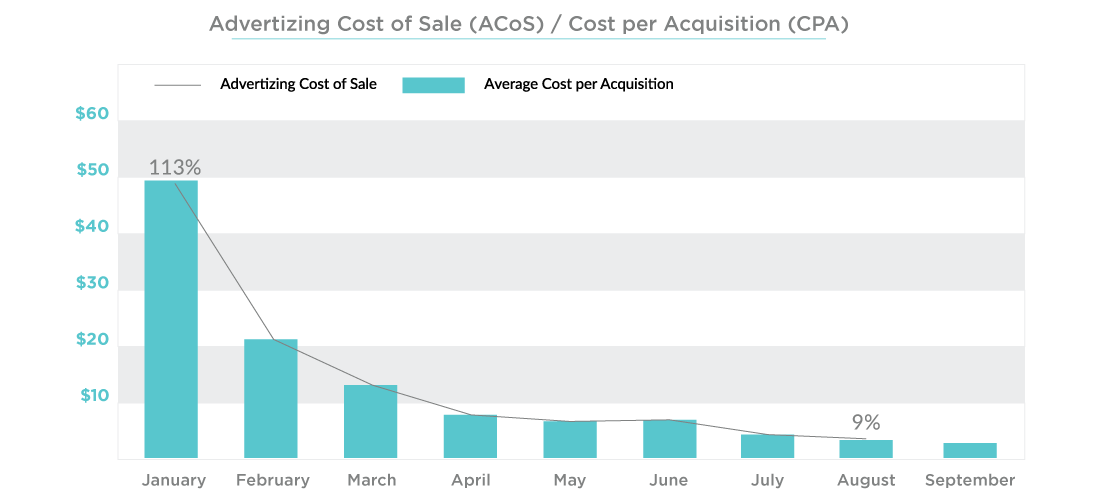 Advertizing Cost of Sale (ACoS) / Cost per Acquisition (CPA)
Advertizing Cost of Sale Average Cost per Acquisition
$60
$50
$40
$30
$20
$10
113%
9%
January February March April May June July August September